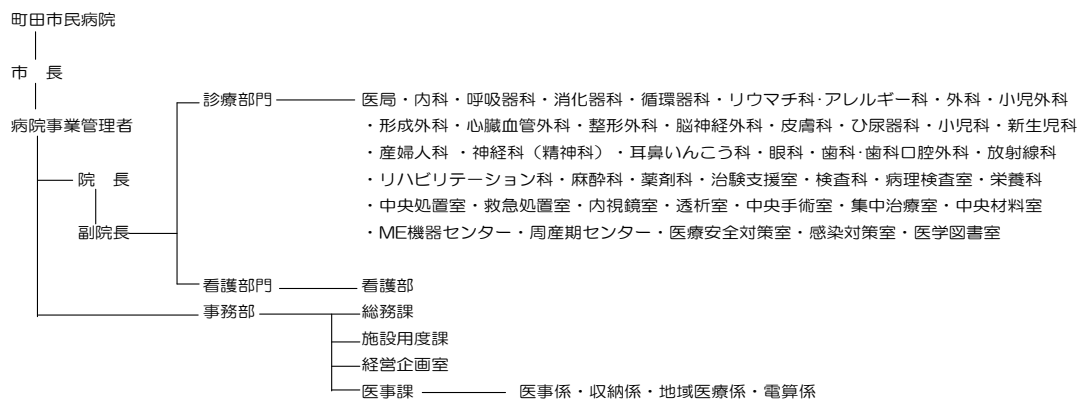 町田市民病院
市　長
診療部門 医局・内科・呼吸器科・消化器科・循環器科・リウマチ科・アレルギー科・外科・小児外科
病院事業管理者 ・形成外科・心臓血管外科・整形外科・脳神経外科・皮膚科・ひ尿器科・小児科・新生児科
・産婦人科 ・神経科（精神科）・耳鼻いんこう科・眼科・歯科・歯科口腔外科・放射線科
院　長 ・リハビリテーション科・麻酔科・薬剤科・治験支援室・検査科・病理検査室・栄養科
・中央処置室・救急処置室・内視鏡室・透析室・中央手術室・集中治療室・中央材料室
副院長 ・ME機器センター・周産期センター・医療安全対策室・感染対策室・医学図書室
看護部門 看護部
事務部 総務課
施設用度課
経営企画室
医事課 医事係・収納係・地域医療係・電算係